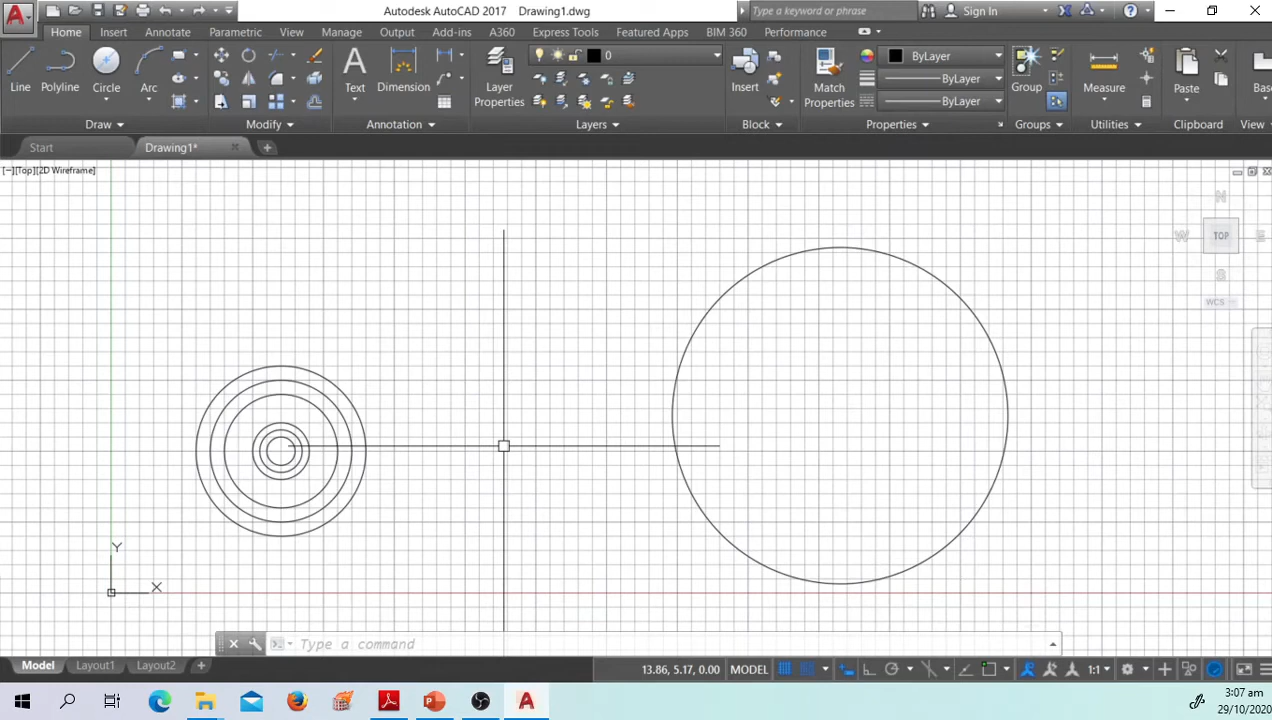 Autodesk AutoCAD 2017 Drawing1.dwg
Type a keyword or phrase
Sign In
Home Insert Annotate Parametric View Manage Output Add-ins A360 Express Tools Featured Apps BIM 360 Performance
0
ByLayer
ByLayer
ByLayer
Line Polyline Circle Arc Text Dimension Layer Properties Insert Match Properties Group Measure Paste Base
Draw Modify Annotation Layers Block Properties Groups Utilities Clipboard View
Start Drawing1*
[−][Top][2D Wireframe]
N
W TOP E
S
WCS
Y
X
Type a command
Model Layout1 Layout2
13.86, 5.17, 0.00 MODEL 1:1
3:07 am
29/10/2020